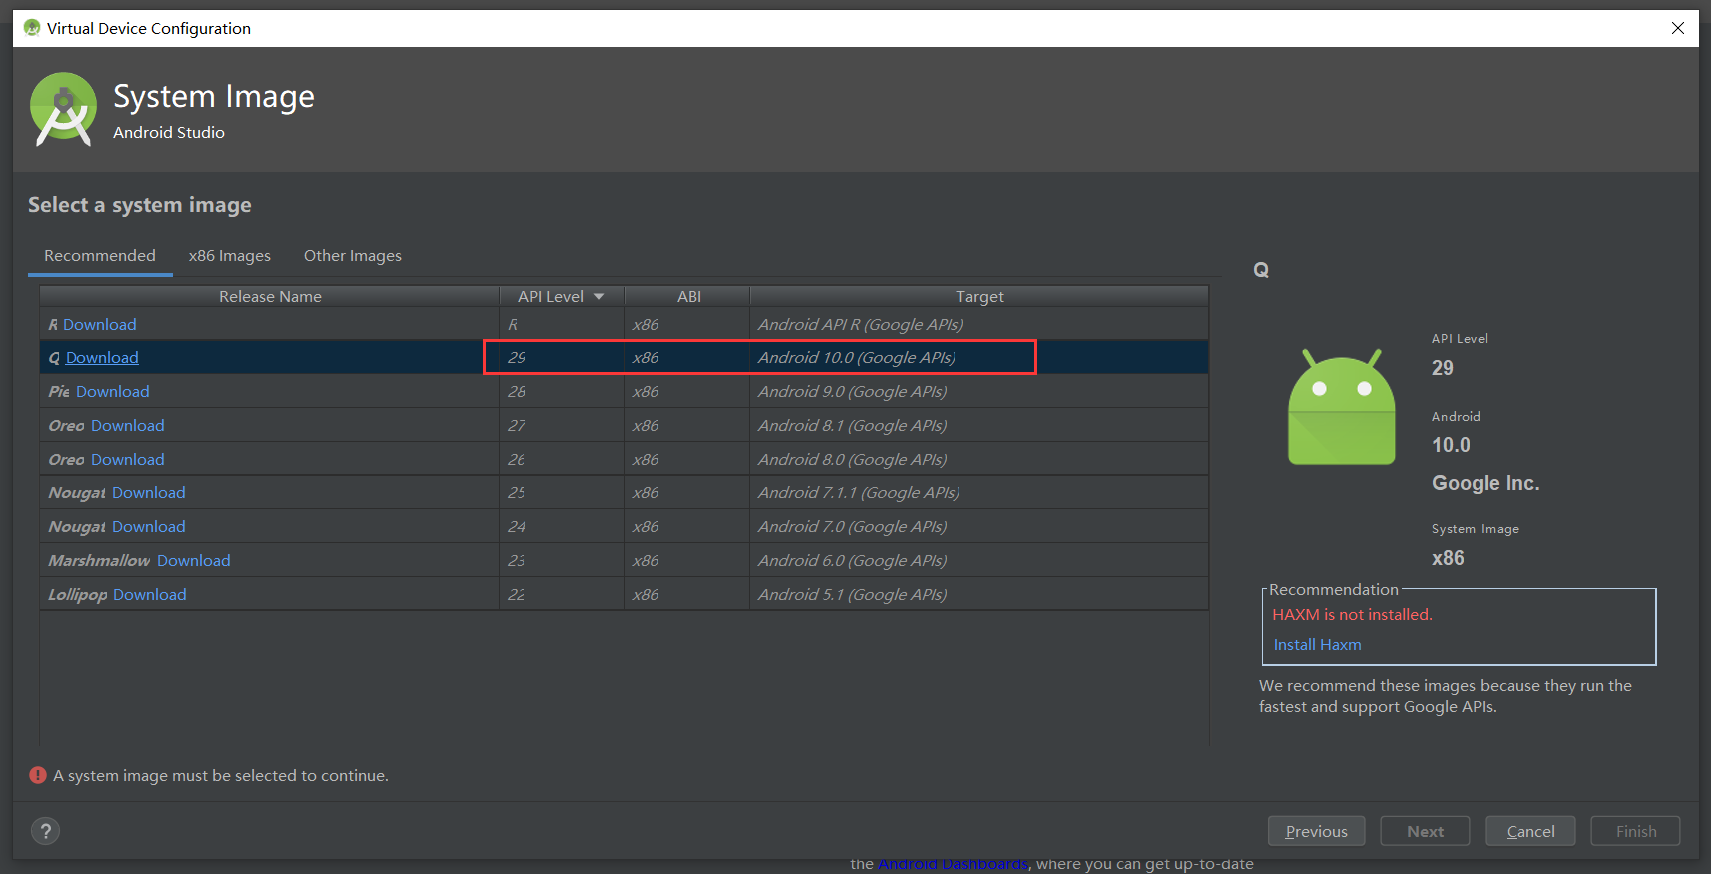 Virtual Device Configuration
System Image
Android Studio
Select a system image
Recommended x86 Images Other Images
Release Name API Level ABI Target
R Download R x86 Android API R (Google APIs)
Q Download 29 x86 Android 10.0 (Google APIs)
Pie Download 28 x86 Android 9.0 (Google APIs)
Oreo Download 27 x86 Android 8.1 (Google APIs)
Oreo Download 26 x86 Android 8.0 (Google APIs)
Nougat Download 25 x86 Android 7.1.1 (Google APIs)
Nougat Download 24 x86 Android 7.0 (Google APIs)
Marshmallow Download 23 x86 Android 6.0 (Google APIs)
Lollipop Download 22 x86 Android 5.1 (Google APIs)
Q
API Level
29
Android
10.0
Google Inc.
System Image
x86
Recommendation
HAXM is not installed.
Install Haxm
We recommend these images because they run the
fastest and support Google APIs.
! A system image must be selected to continue.
? Previous Next Cancel Finish
the Android Dashboards, where you can get up-to-date